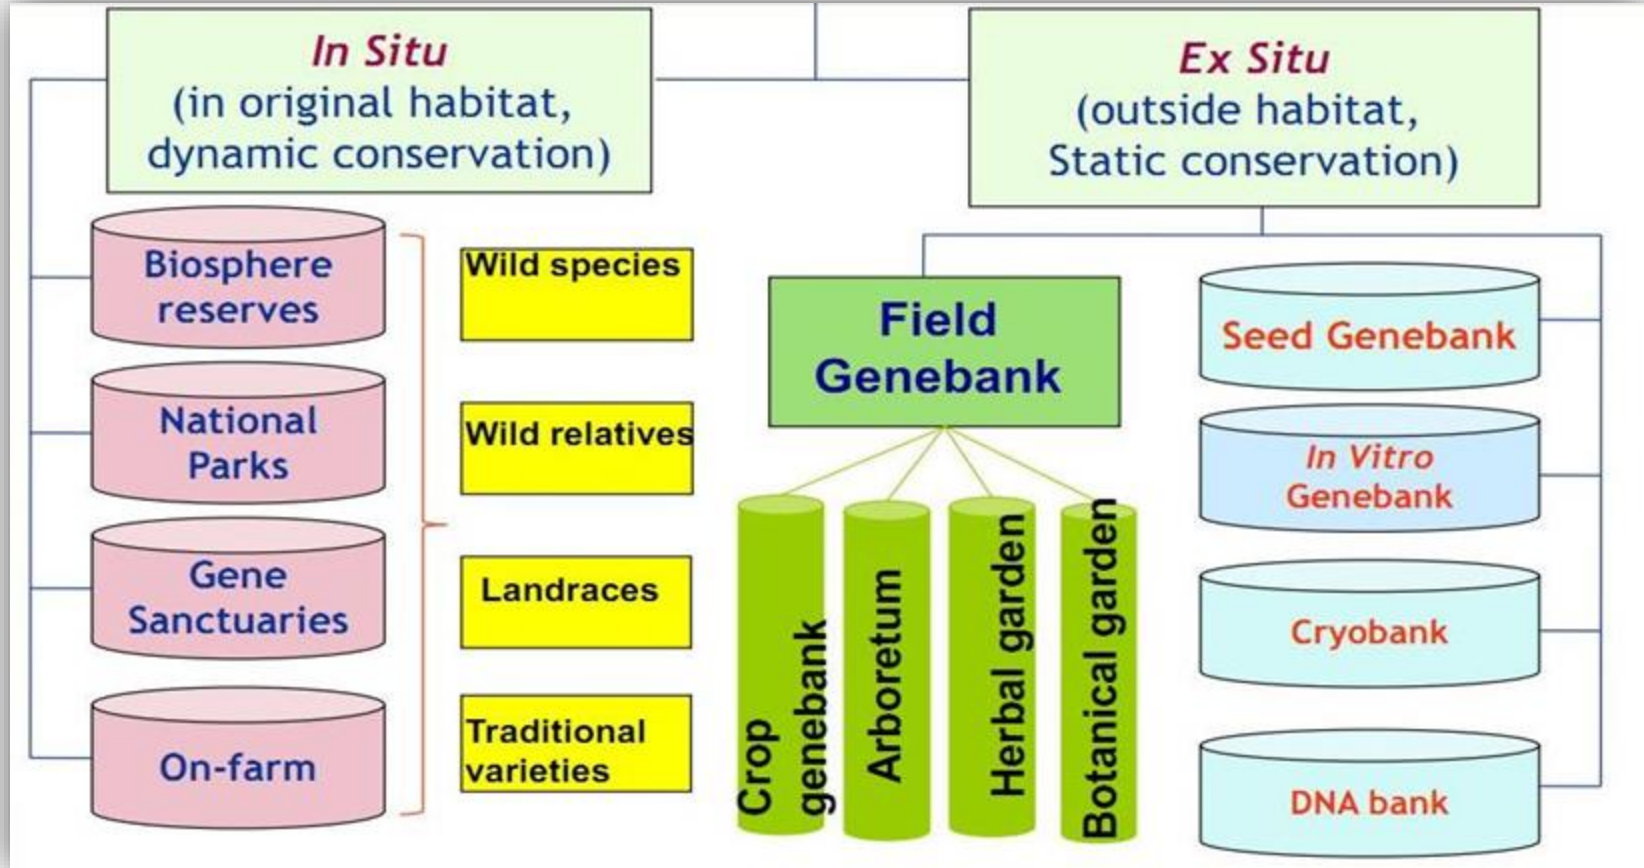 In Situ
(in original habitat,
dynamic conservation)
Ex Situ
(outside habitat,
Static conservation)
Biosphere
reserves
National
Parks
Gene
Sanctuaries
On-farm
Wild species
Wild relatives
Landraces
Traditional
varieties
Field
Genebank
Crop
genebank
Arboretum
Herbal garden
Botanical garden
Seed Genebank
In Vitro
Genebank
Cryobank
DNA bank